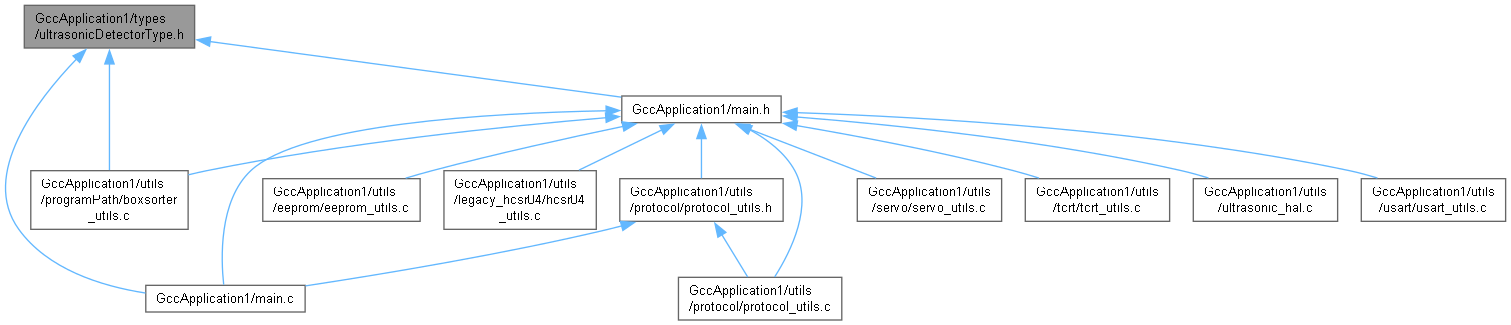 GccApplication1/types
/ultrasonicDetectorType.h
GccApplication1/main.h
GccApplication1/utils
/programPath/boxsorter
_utils.c
GccApplication1/utils
/eeprom/eeprom_utils.c
GccApplication1/utils
/legacy_hcsrU4/hcsrU4
_utils.c
GccApplication1/utils
/protocol/protocol_utils.h
GccApplication1/utils
/servo/servo_utils.c
GccApplication1/utils
/tcrt/tcrt_utils.c
GccApplication1/utils
/ultrasonic_hal.c
GccApplication1/utils
/usart/usart_utils.c
GccApplication1/main.c
GccApplication1/utils
/protocol/protocol_utils.c